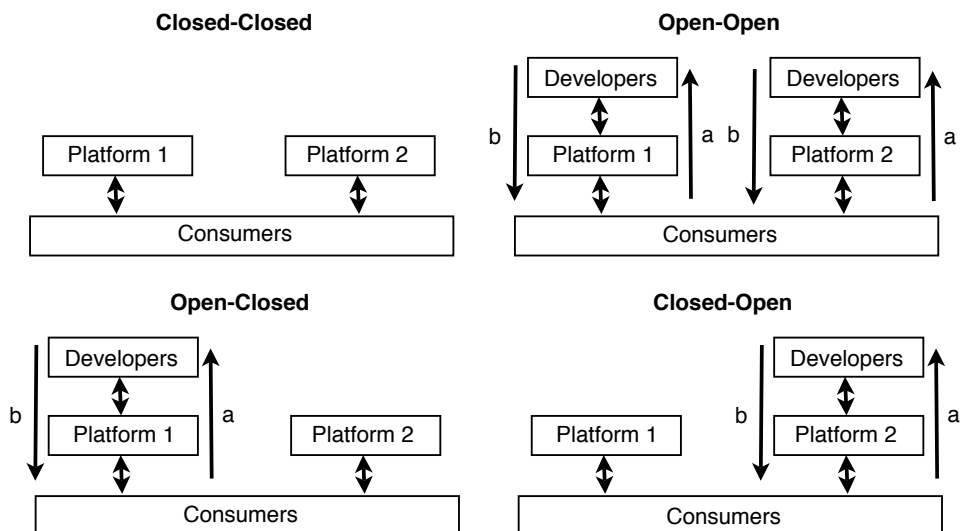 Closed-Closed
Platform 1
Platform 2
Consumers
Open-Open
Developers
Developers
b
a
b
a
Platform 1
Platform 2
Consumers
Open-Closed
Developers
b
a
Platform 1
Platform 2
Consumers
Closed-Open
Developers
b
a
Platform 1
Platform 2
Consumers